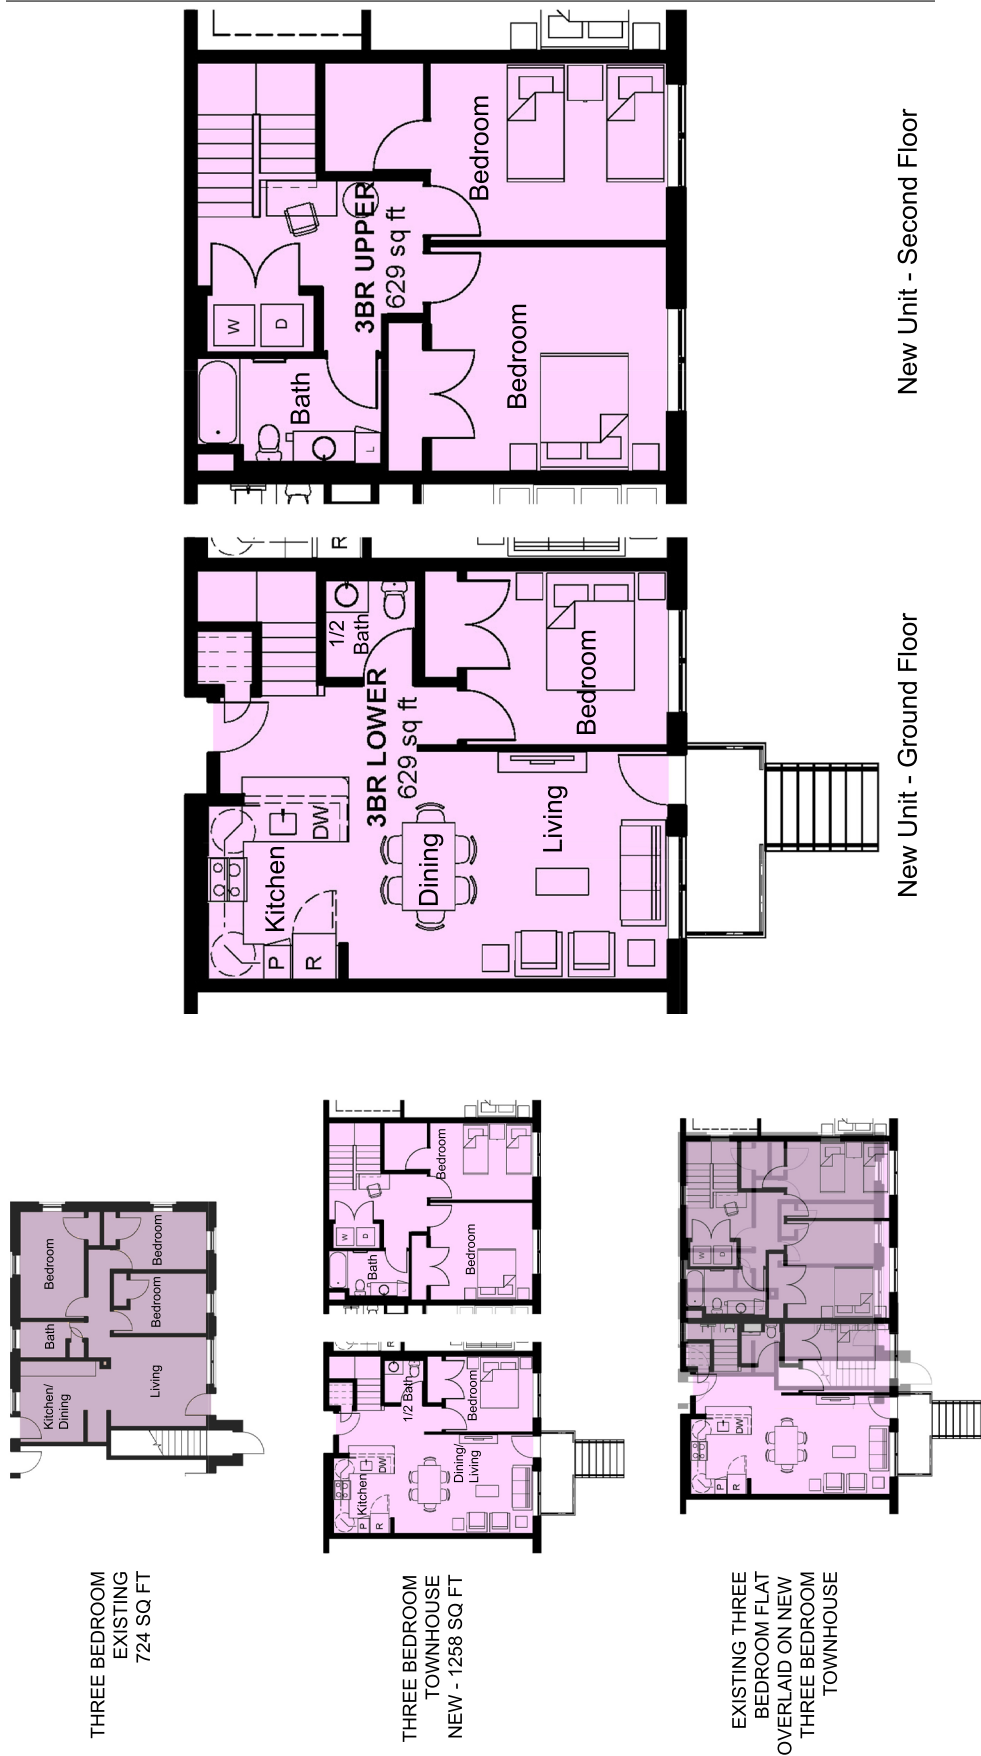 THREE BEDROOM
EXISTING
724 SQ FT
Kitchen/
Dining
Bath
Bedroom
Living
Bedroom
Bedroom
THREE BEDROOM
TOWNHOUSE
NEW - 1258 SQ FT
Kitchen
P
R
DW
Dining/
Living
1/2 Bath
Bedroom
R
W
D
Bath
Bedroom
Bedroom
EXISTING THREE
BEDROOM FLAT
OVERLAID ON NEW
THREE BEDROOM
TOWNHOUSE
P
R
DW
W
D
Kitchen
P
R
DW
3BR LOWER
629 sq ft
Dining
Living
1/2
Bath
Bedroom
R
New Unit - Ground Floor
W
D
Bath
L
3BR UPPER
629 sq ft
Bedroom
Bedroom
New Unit - Second Floor